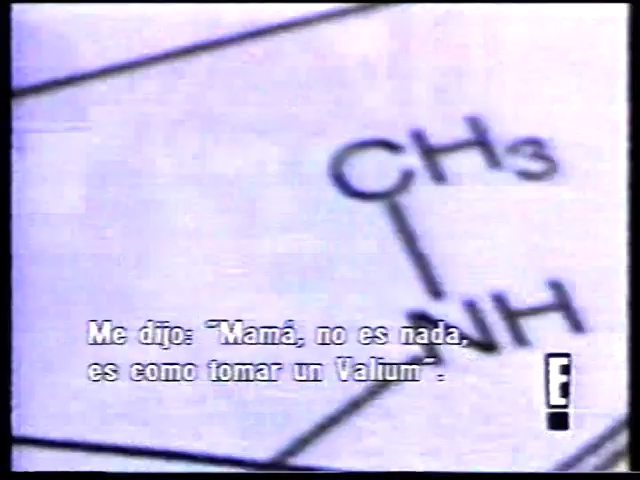 CH3
NH
Me dijo: "Mamá, no es nada,
es como tomar un Valium".
E!